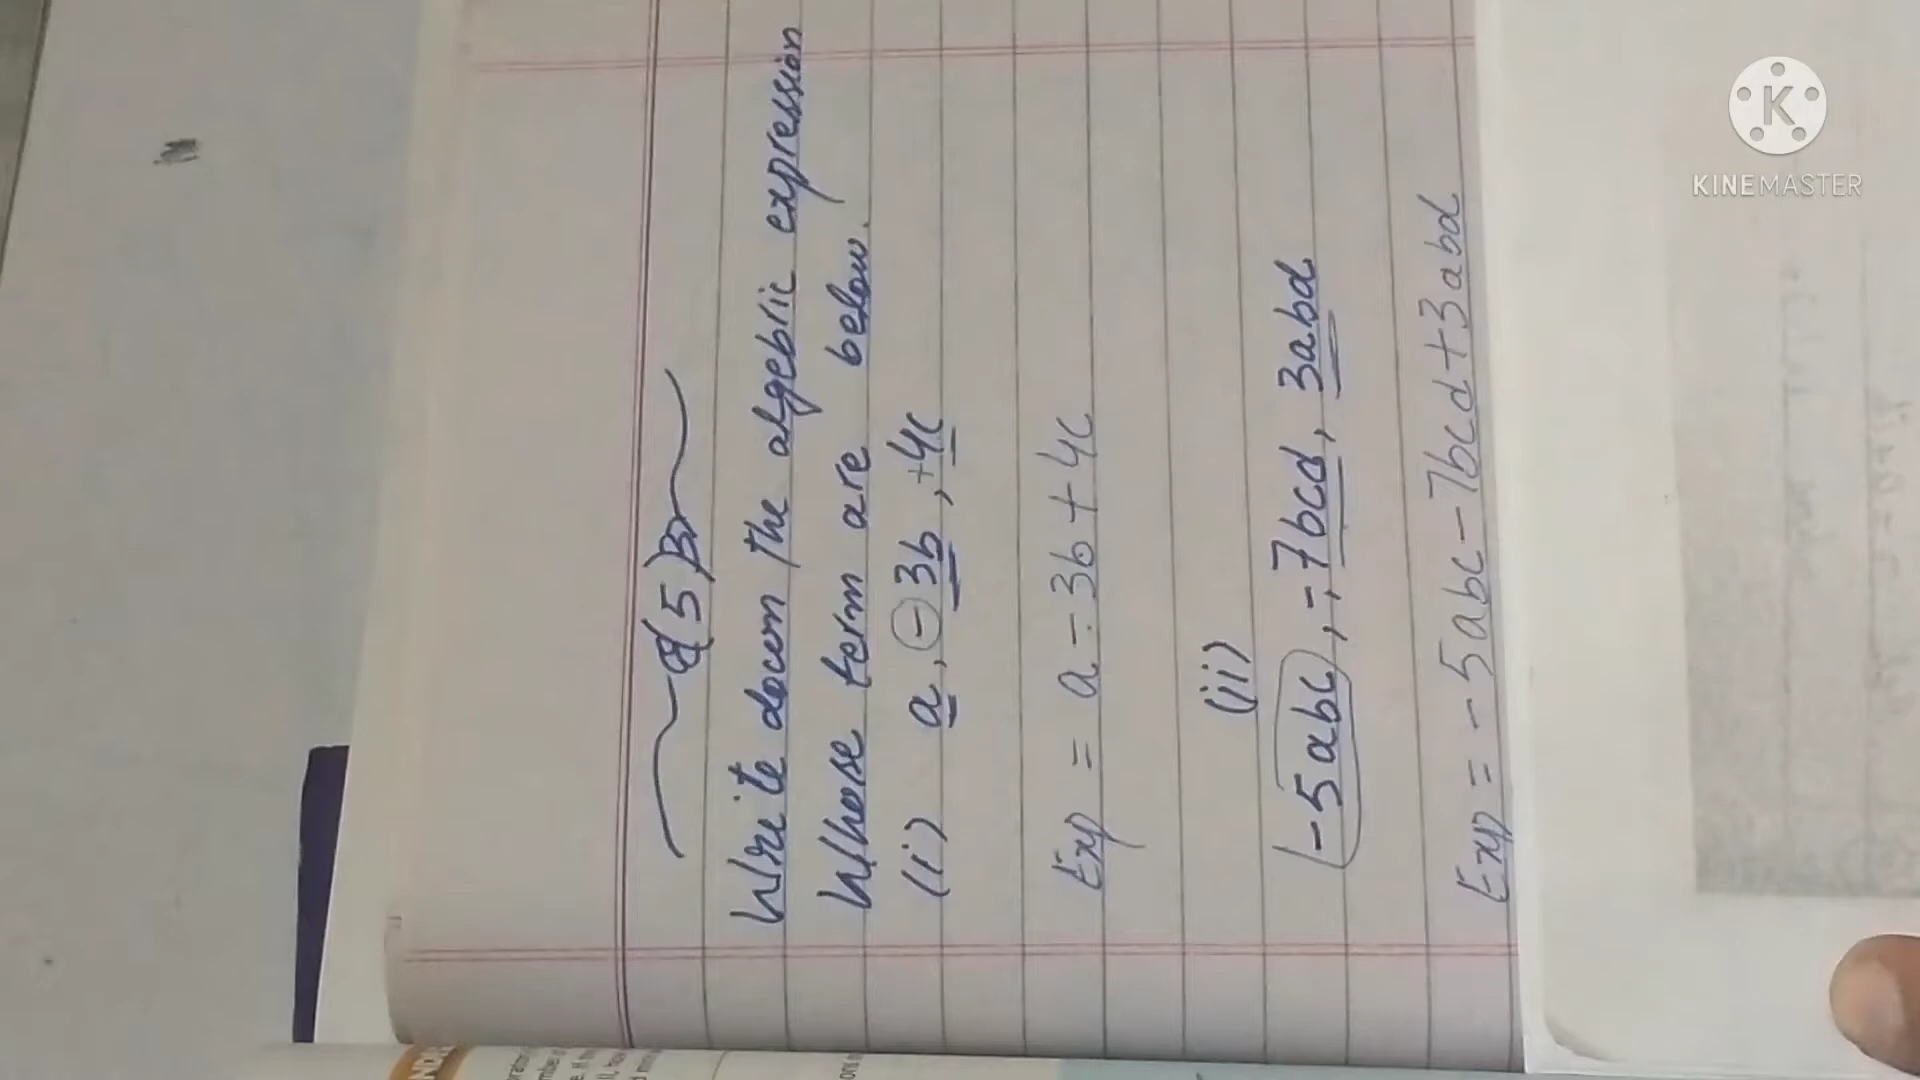 (5) B
Write down the algebric expression
Whose term are below.
(i) a, -3b, +4c
Exp = a - 3b + 4c
(ii)
-5abc, -7bcd, 3abd
Exp = -5abc - 7bcd + 3abd
KINEMASTER